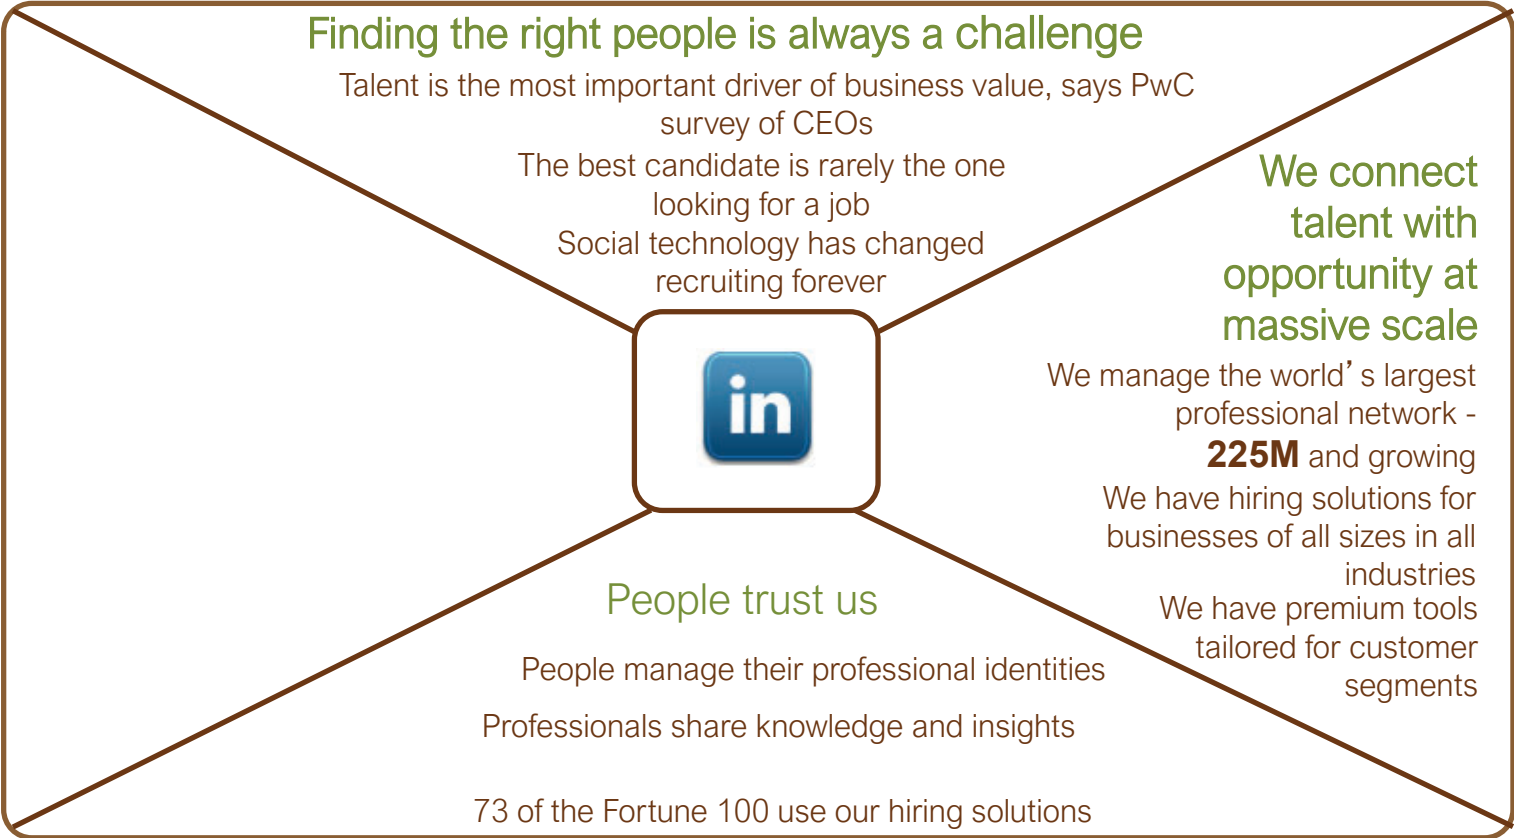 Finding the right people is always a challenge
Talent is the most important driver of business value, says PwC
survey of CEOs
The best candidate is rarely the one
looking for a job
Social technology has changed
recruiting forever
We connect
talent with
opportunity at
massive scale
We manage the world’s largest
professional network -
225M and growing
We have hiring solutions for
businesses of all sizes in all
industries
We have premium tools
tailored for customer
segments
in
People trust us
People manage their professional identities
Professionals share knowledge and insights
73 of the Fortune 100 use our hiring solutions